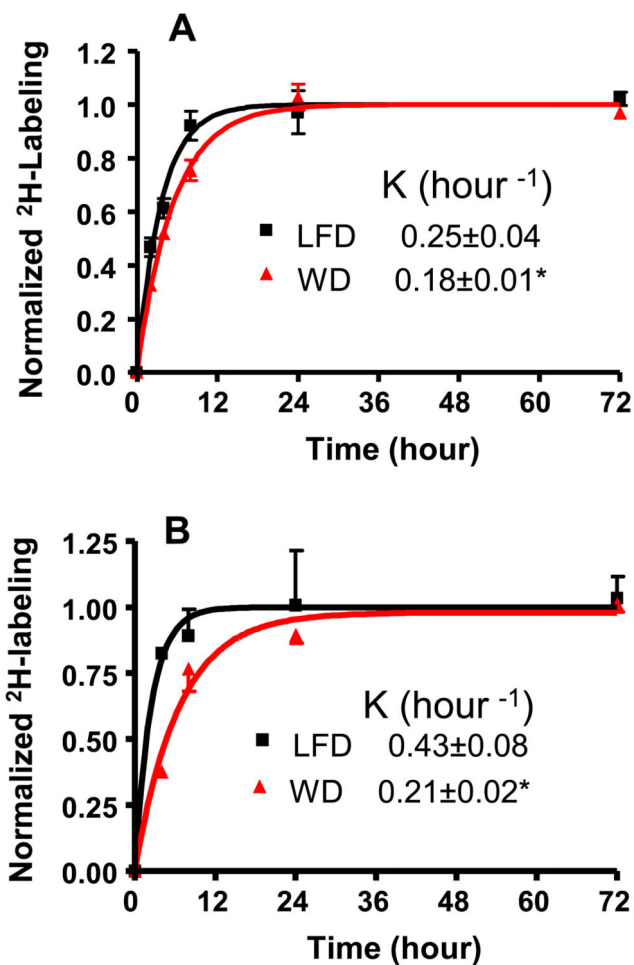 A
Normalized ²H-Labeling
1.2
1.0
0.8
0.6
0.4
0.2
0.0
K (hour ⁻¹)
LFD 0.25±0.04
WD 0.18±0.01*
0 12 24 36 48 60 72
Time (hour)
B
Normalized ²H-labeling
1.25
1.00
0.75
0.50
0.25
0.00
K (hour ⁻¹)
LFD 0.43±0.08
WD 0.21±0.02*
0 12 24 36 48 60 72
Time (hour)